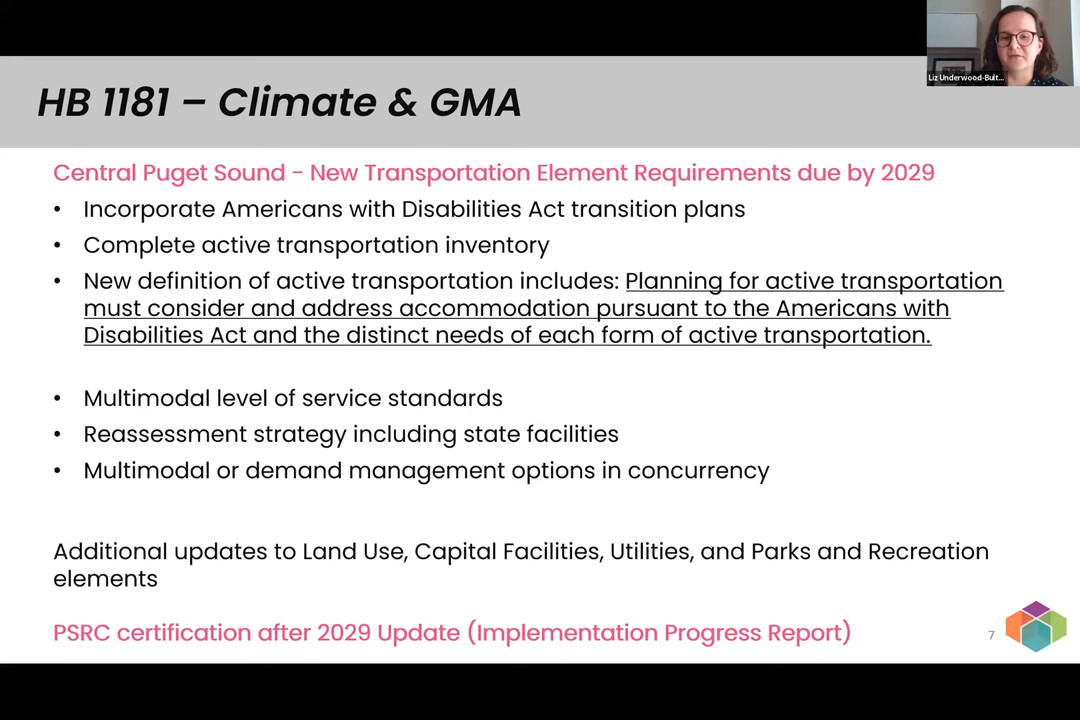 Liz Underwood-Bult...
HB 1181 – Climate & GMA
Central Puget Sound - New Transportation Element Requirements due by 2029
• Incorporate Americans with Disabilities Act transition plans
• Complete active transportation inventory
• New definition of active transportation includes: Planning for active transportation
must consider and address accommodation pursuant to the Americans with
Disabilities Act and the distinct needs of each form of active transportation.
• Multimodal level of service standards
• Reassessment strategy including state facilities
• Multimodal or demand management options in concurrency
Additional updates to Land Use, Capital Facilities, Utilities, and Parks and Recreation
elements
PSRC certification after 2029 Update (Implementation Progress Report)
7